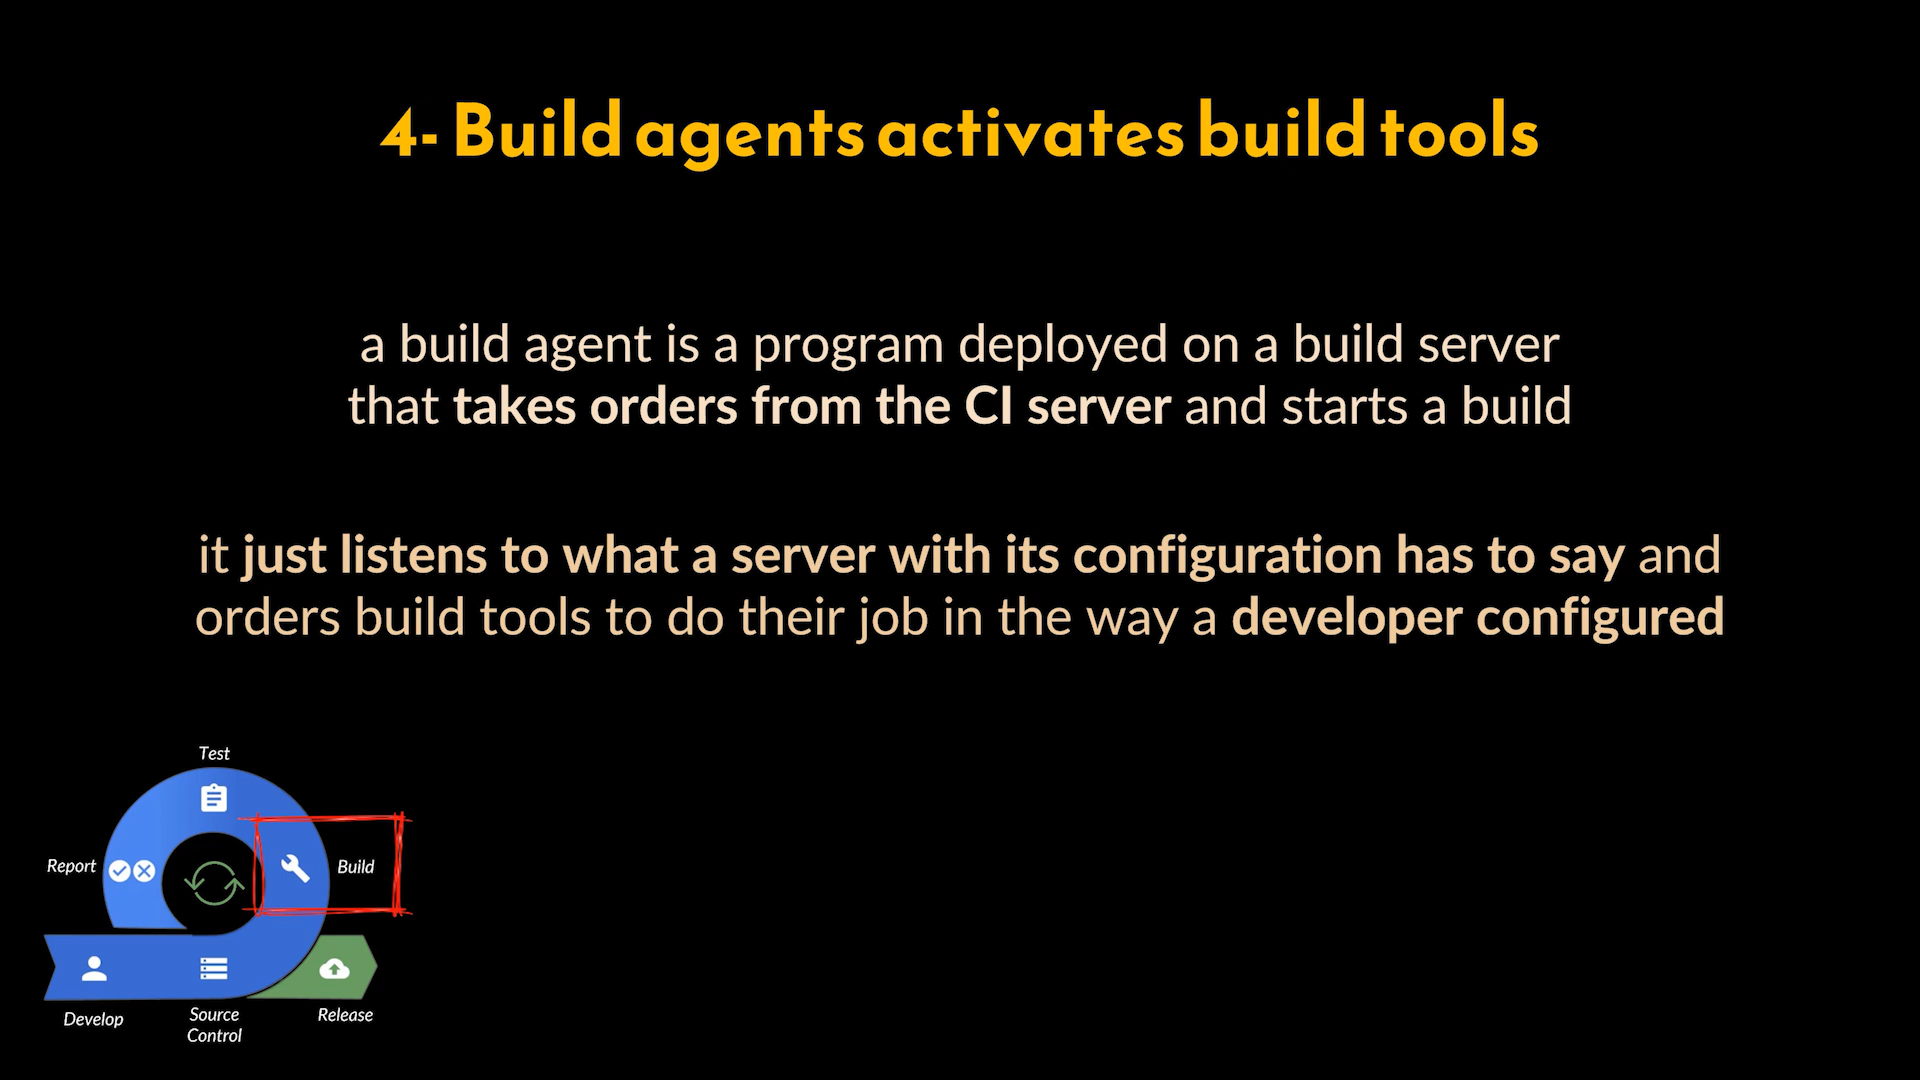 4- Build agents activates build tools
a build agent is a program deployed on a build server
that takes orders from the CI server and starts a build
it just listens to what a server with its configuration has to say and
orders build tools to do their job in the way a developer configured
Test
Report
Build
Develop
Source
Control
Release